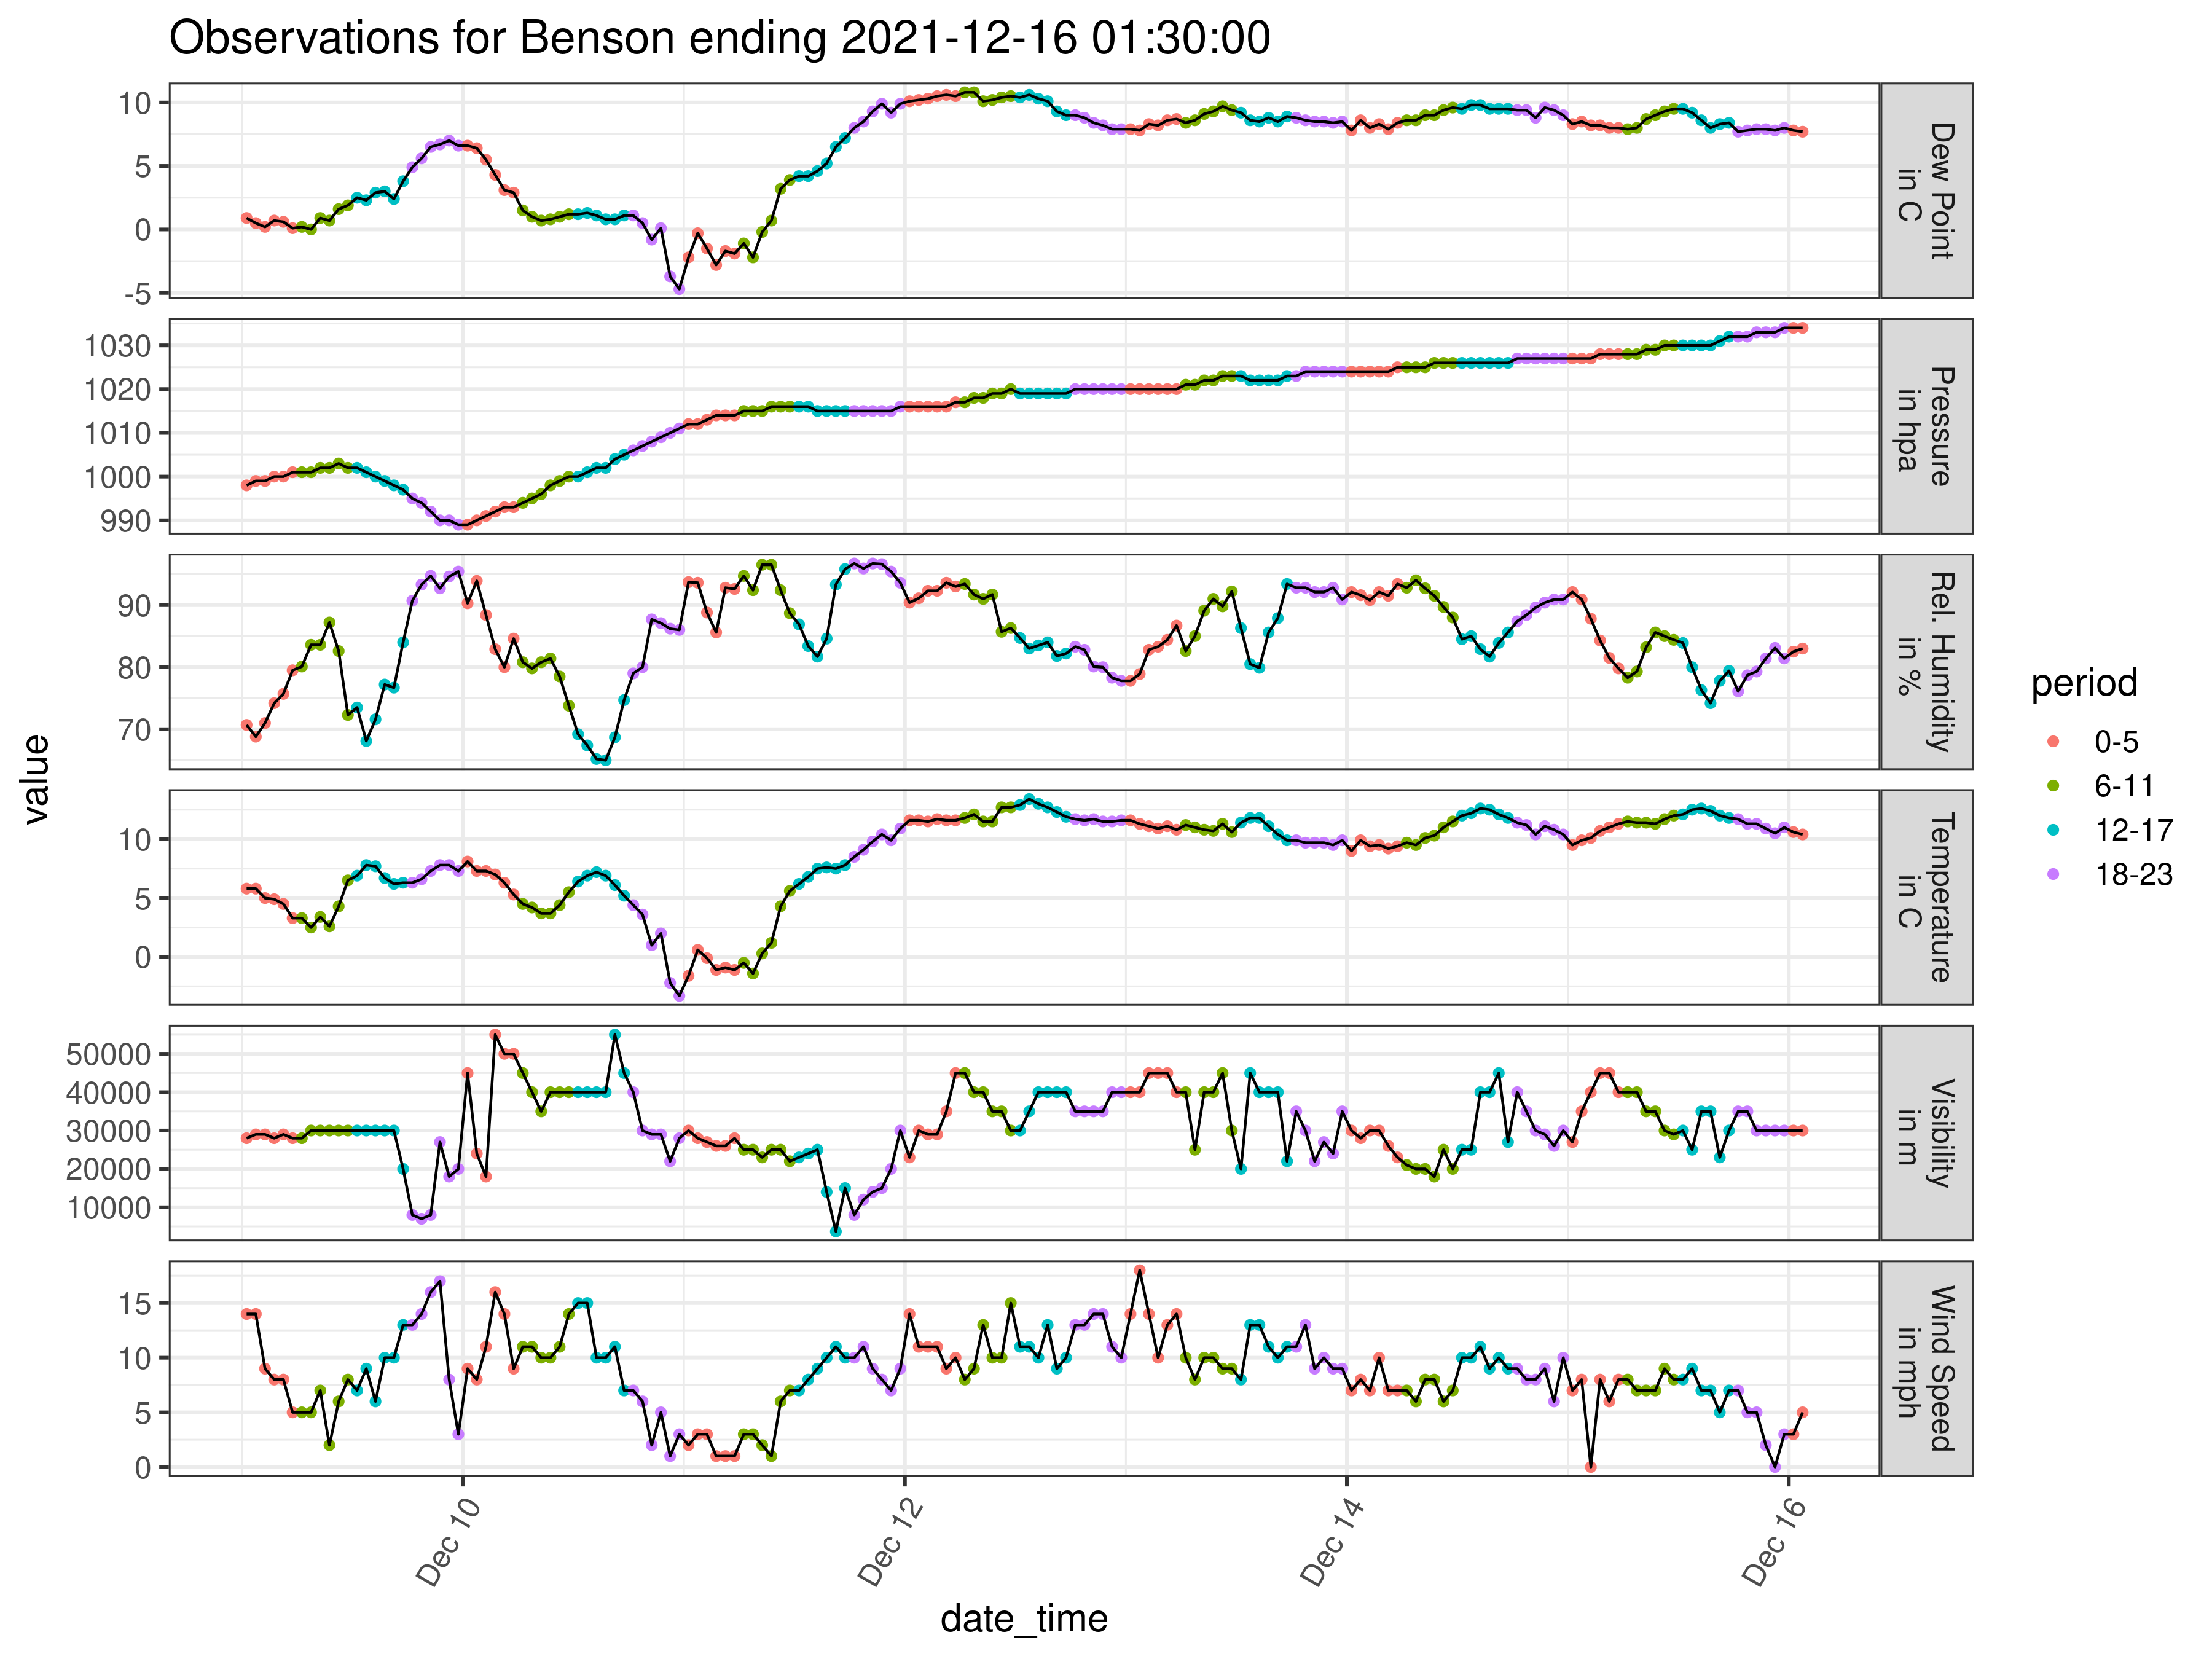 Observations for Benson ending 2021-12-16 01:30:00
value
10
5
0
-5
Dew Point
in C
1030
1020
1010
1000
990
Pressure
in hpa
90
80
70
Rel. Humidity
in %
10
5
0
Temperature
in C
50000
40000
30000
20000
10000
Visibility
in m
15
10
5
0
Wind Speed
in mph
Dec 10
Dec 12
Dec 14
Dec 16
date_time
period
0-5
6-11
12-17
18-23